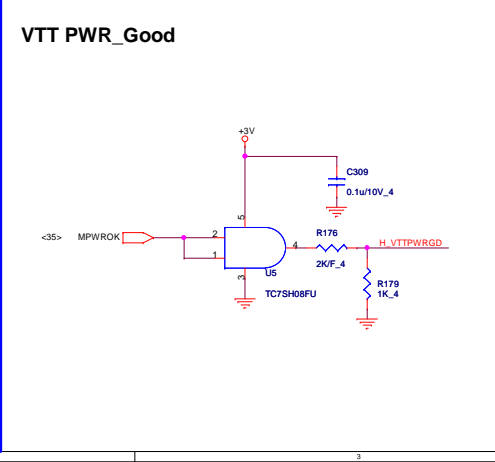 VTT PWR_Good
+3V
C309
0.1u/10V_4
5
<35> MPWROK
2
1
4
R176
2K/F_4
H_VTTPWRGD
U5
3
TC7SH08FU
R179
1K_4
3